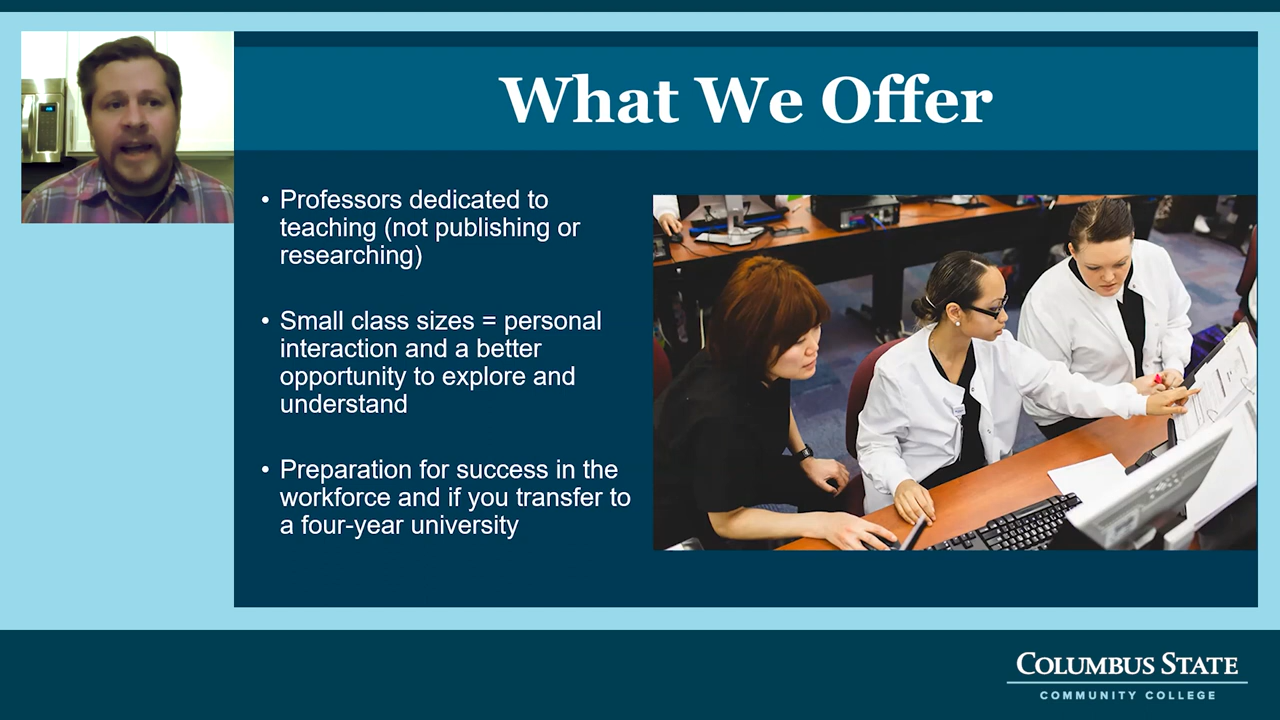 What We Offer
• Professors dedicated to
teaching (not publishing or
researching)
• Small class sizes = personal
interaction and a better
opportunity to explore and
understand
• Preparation for success in the
workforce and if you transfer to
a four-year university
COLUMBUS STATE
COMMUNITY COLLEGE